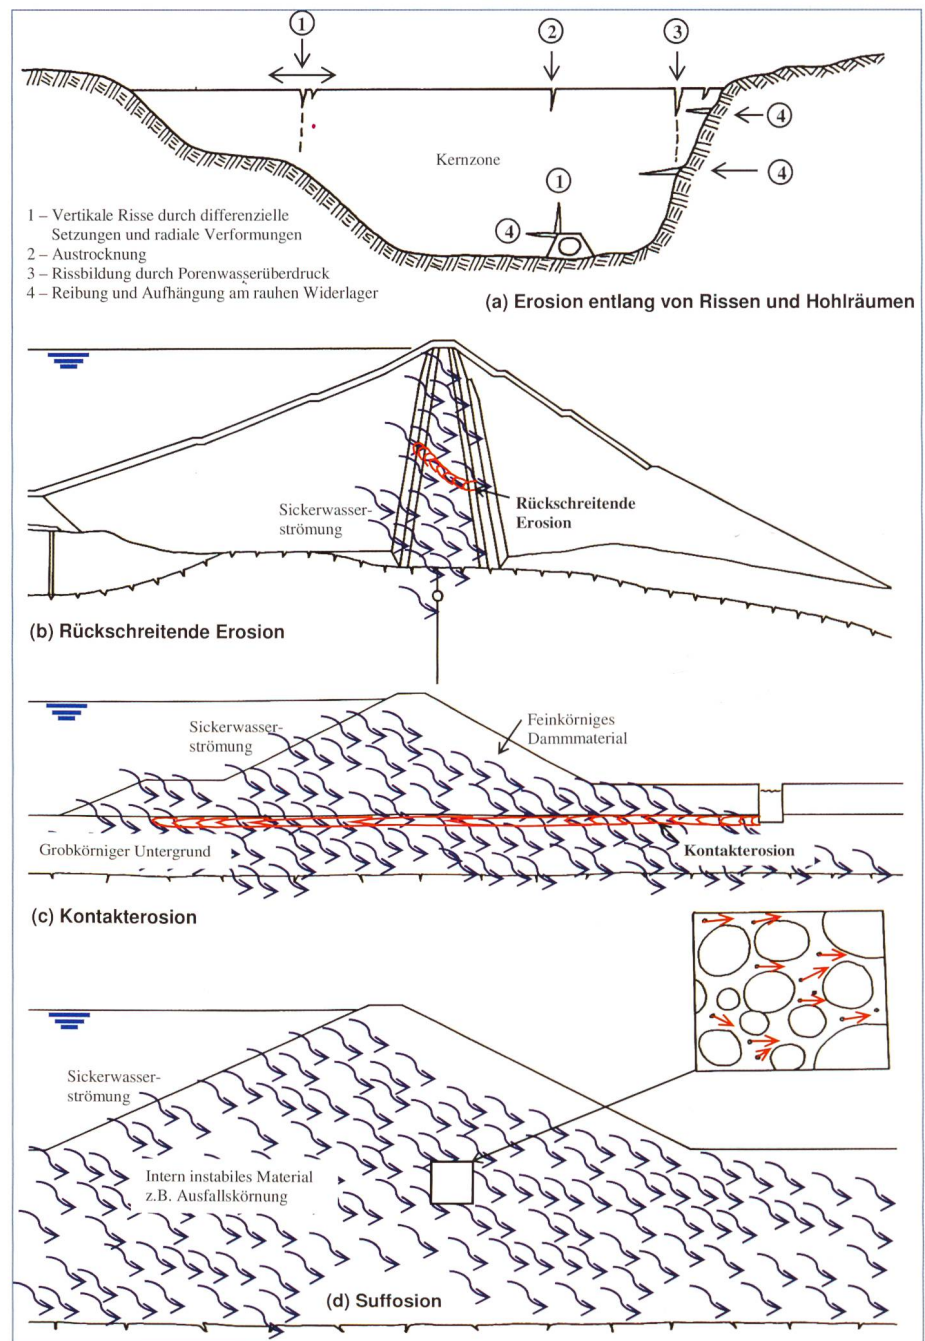 1
2
3
4
Kernzone
4
1
4
1 – Vertikale Risse durch differenzielle
Setzungen und radiale Verformungen
2 – Austrocknung
3 – Rissbildung durch Porenwasserüberdruck
4 – Reibung und Aufhängung am rauhen Widerlager
(a) Erosion entlang von Rissen und Hohlräumen
Sickerwasser-
strömung
Rückschreitende
Erosion
(b) Rückschreitende Erosion
Sickerwasser-
strömung
Feinkörniges
Dammmaterial
Grobkörniger Untergrund
Kontakterosion
(c) Kontakterosion
Sickerwasser-
strömung
Intern instabiles Material
z.B. Ausfallskörnung
(d) Suffosion